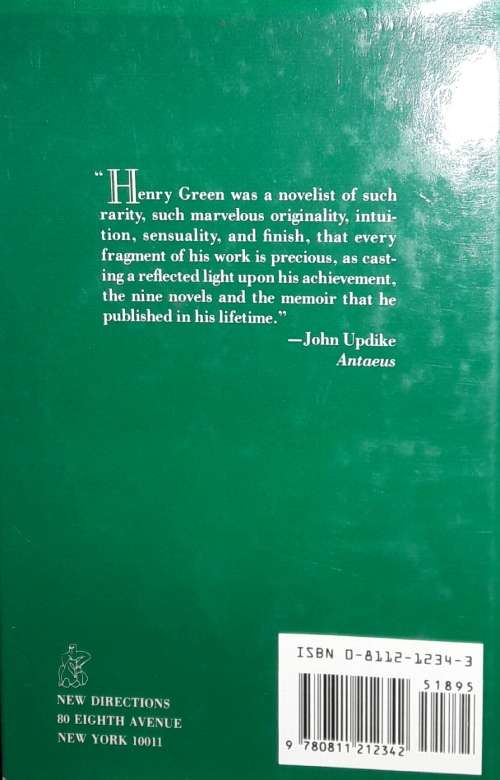 “Henry Green was a novelist of such
rarity, such marvelous originality, intui-
tion, sensuality, and finish, that every
fragment of his work is precious, as cast-
ing a reflected light upon his achievement,
the nine novels and the memoir that he
published in his lifetime.”
—John Updike
Antaeus
ISBN 0-8112-1234-3
51895
9 780811 212342
NEW DIRECTIONS
80 EIGHTH AVENUE
NEW YORK 10011